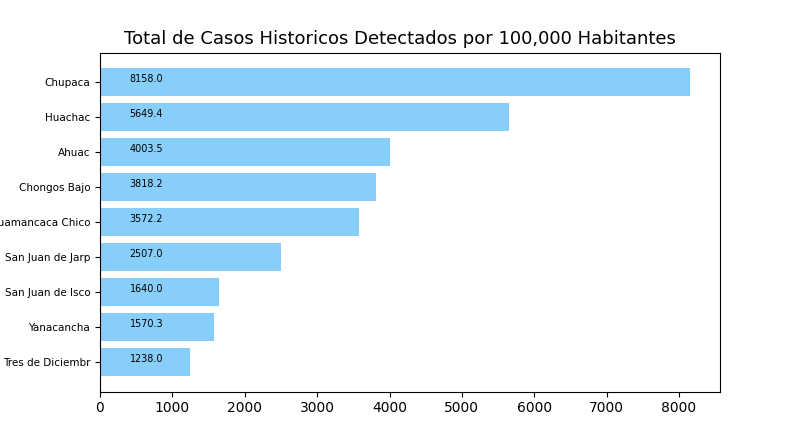 Total de Casos Historicos Detectados por 100,000 Habitantes
Chupaca 8158.0
Huachac 5649.4
Ahuac 4003.5
Chongos Bajo 3818.2
uamancaca Chico 3572.2
San Juan de Jarp 2507.0
San Juan de Isco 1640.0
Yanacancha 1570.3
Tres de Diciembr 1238.0
0 1000 2000 3000 4000 5000 6000 7000 8000